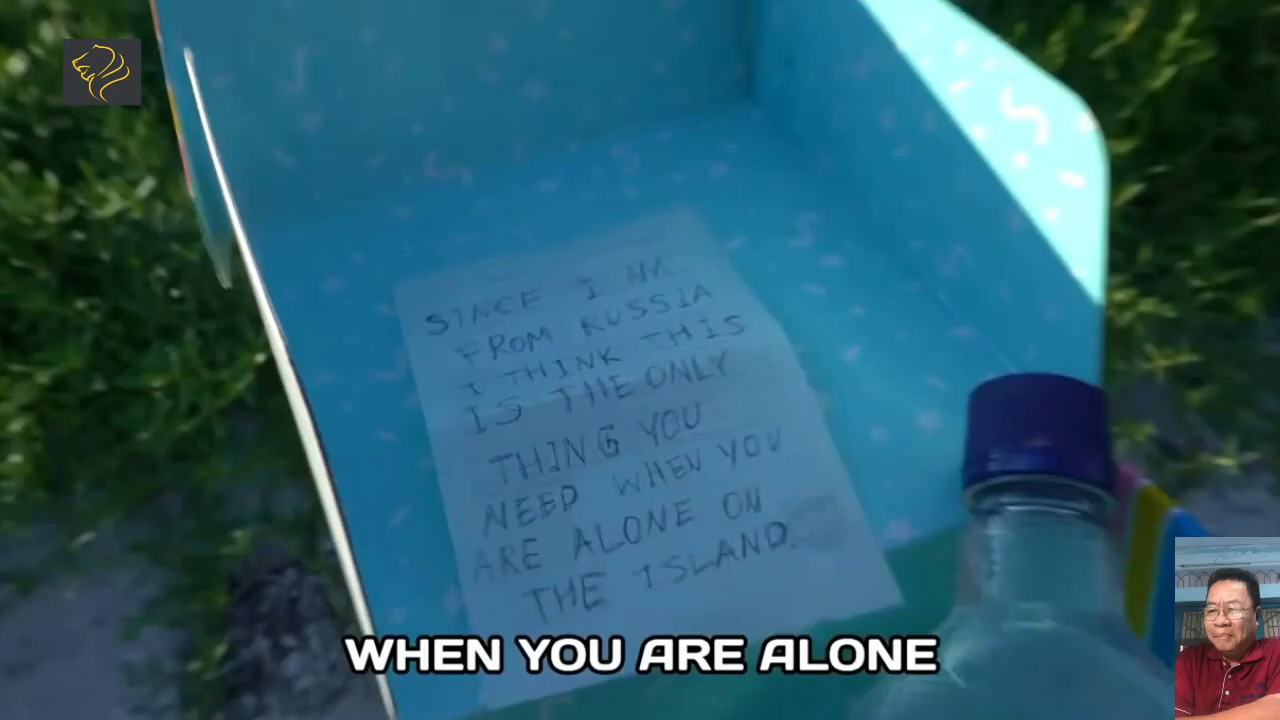 SINCE I
FROM RUSSIA
I THINK THIS
IS THE ONLY
THING YOU
NEED WHEN YOU
ARE ALONE ON
THE ISLAND.
WHEN YOU ARE ALONE